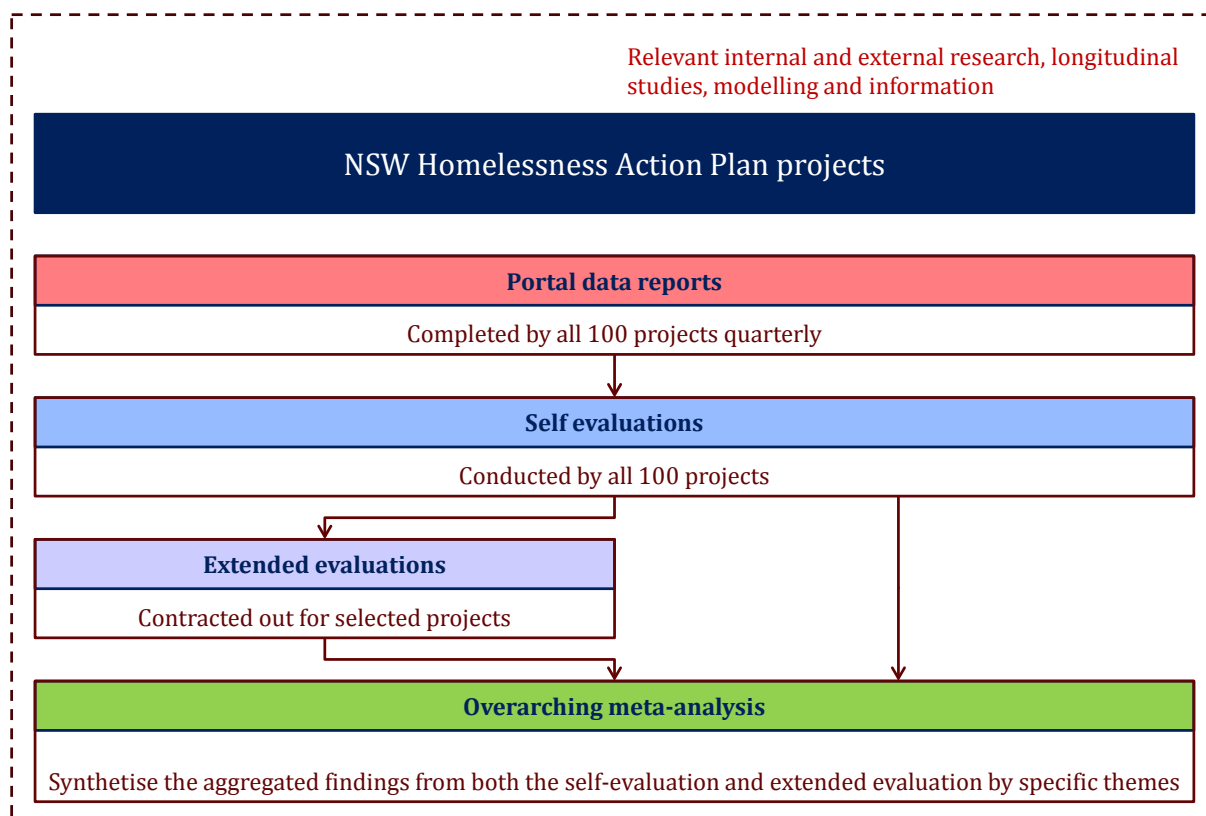 Relevant internal and external research, longitudinal
studies, modelling and information
NSW Homelessness Action Plan projects
Portal data reports
Completed by all 100 projects quarterly
Self evaluations
Conducted by all 100 projects
Extended evaluations
Contracted out for selected projects
Overarching meta-analysis
Synthetise the aggregated findings from both the self-evaluation and extended evaluation by specific themes